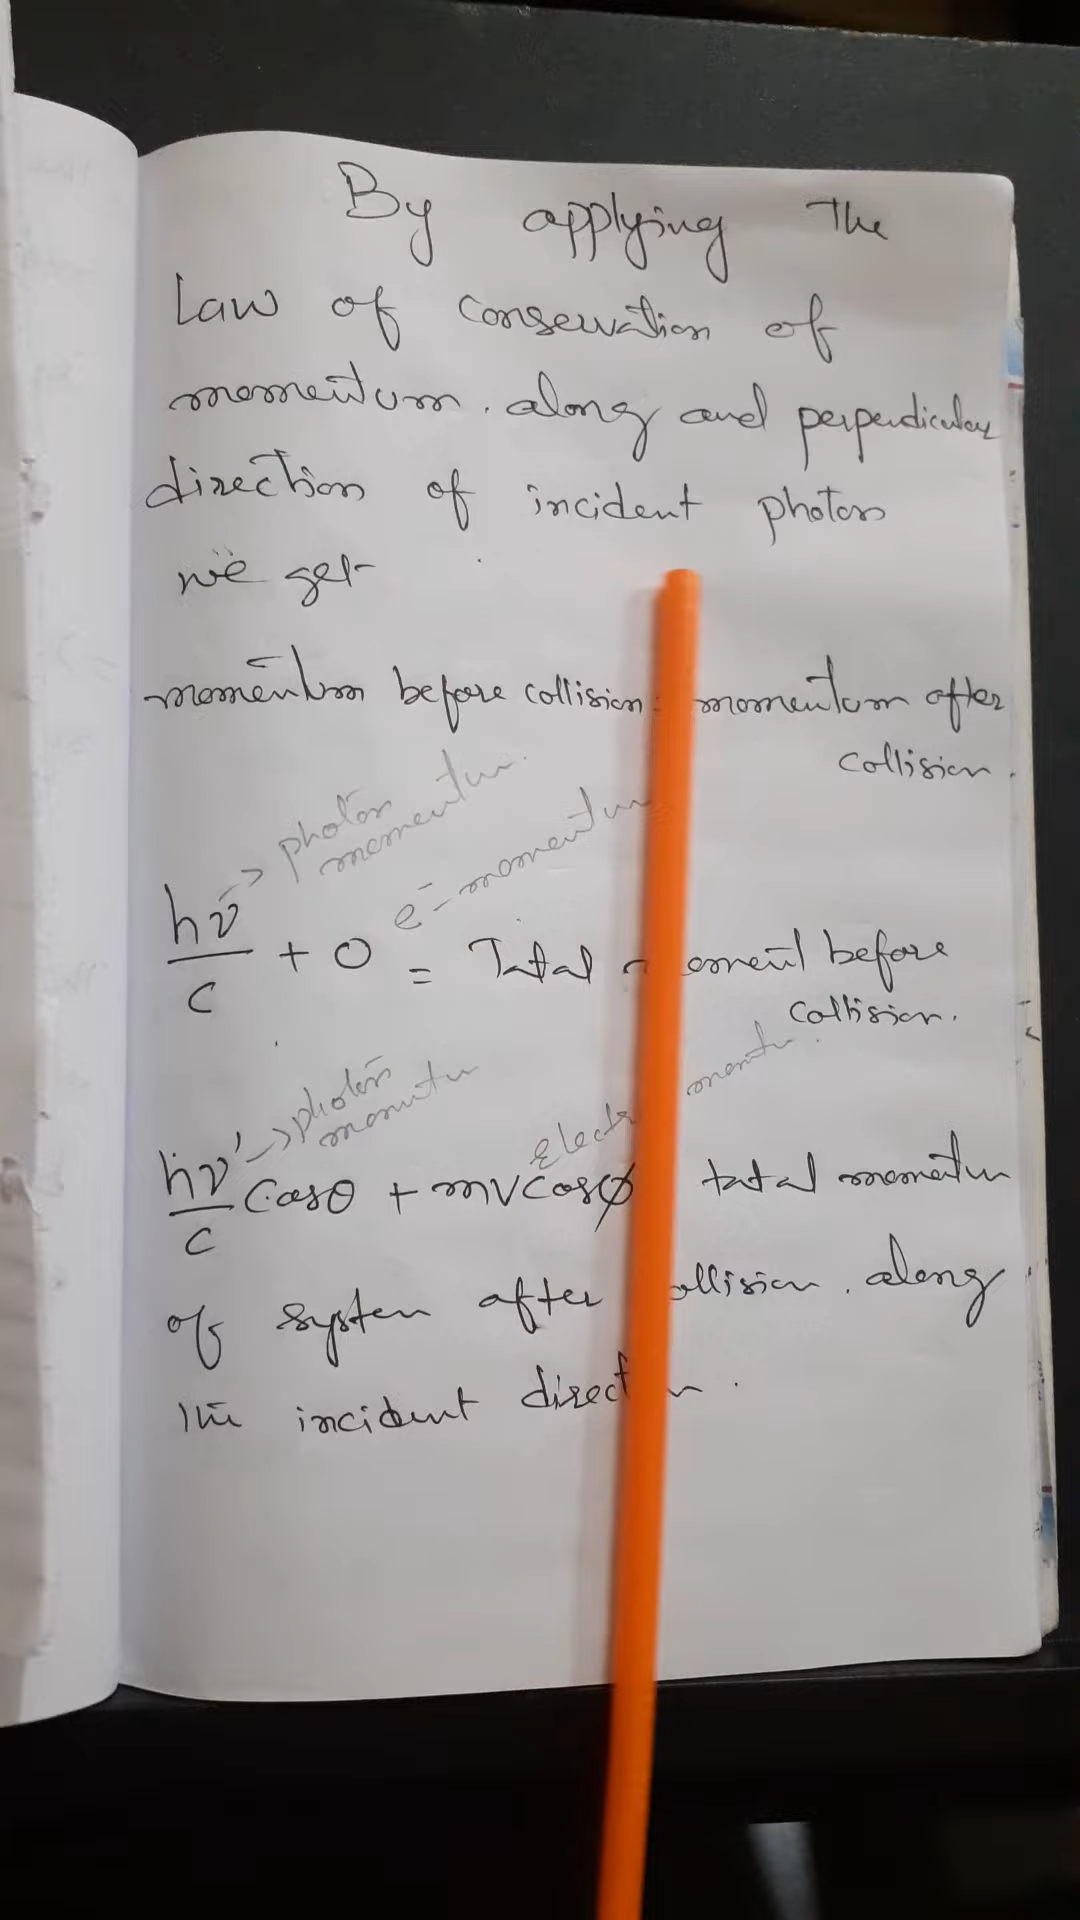 By applying The
Law of conservation of
momentum. along and perpendicular
direction of incident photon
we get
momentum before collision = momentum after
collision.
photon
momentum.
e⁻ momentum
hν/c + 0 = Total before
collision.
photon
momentu
hν'/c Cosθ + mvcosϕ total momentum
of system after along
The incident